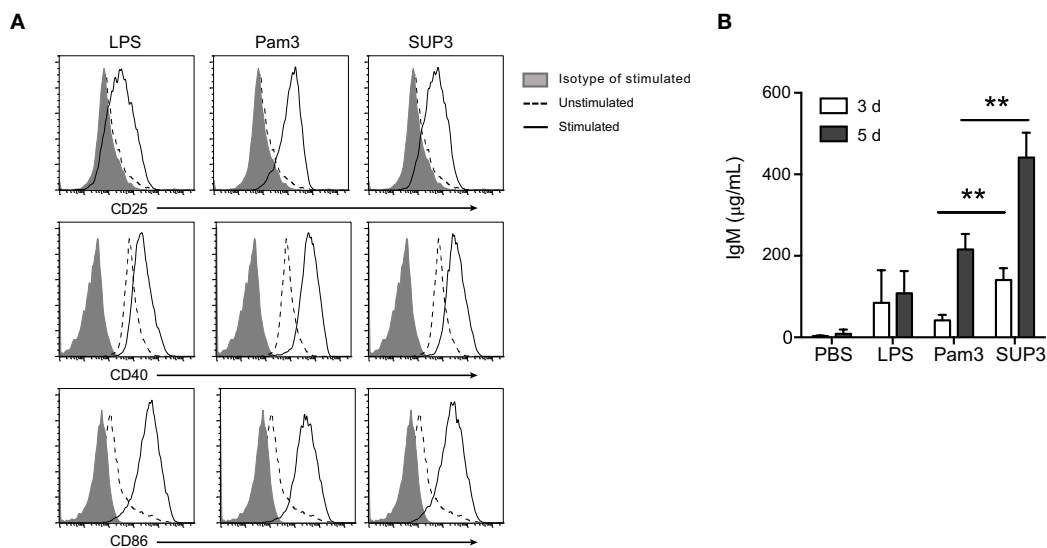 A
LPS Pam3 SUP3
Isotype of stimulated
Unstimulated
Stimulated
CD25
CD40
CD86
B
IgM (μg/mL)
600
400
200
0
3 d
5 d
**
**
PBS LPS Pam3 SUP3